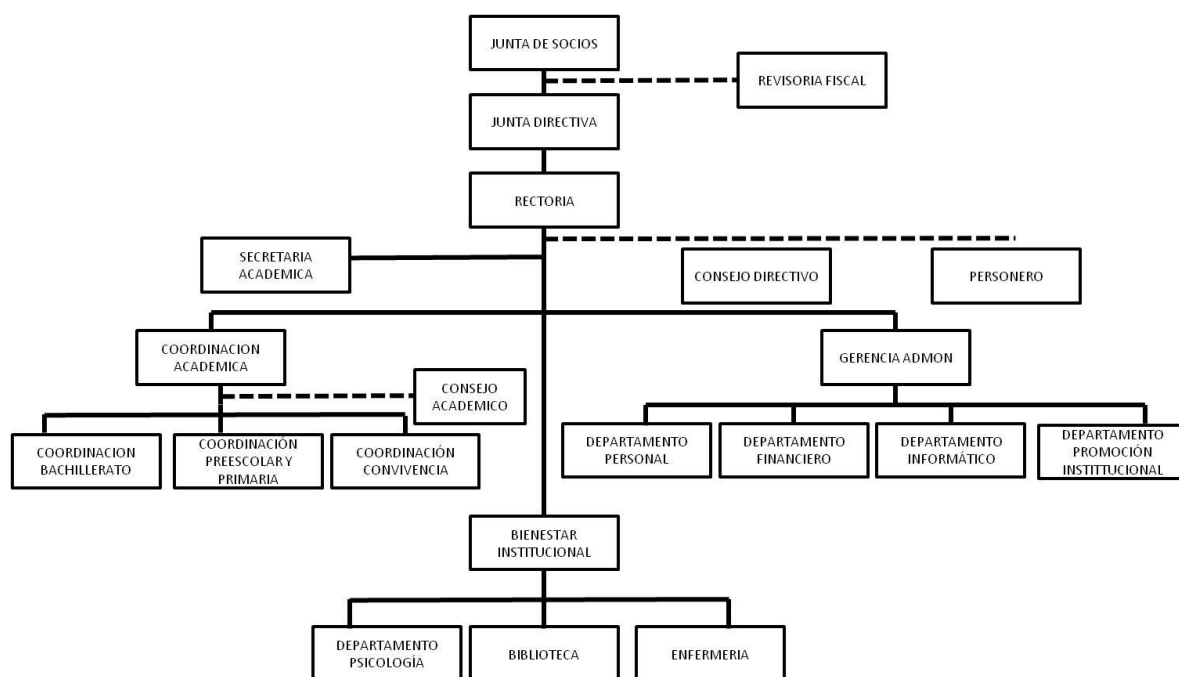 JUNTA DE SOCIOS
REVISORIA FISCAL
JUNTA DIRECTIVA
RECTORIA
SECRETARIA
ACADEMICA
CONSEJO DIRECTIVO
PERSONERO
COORDINACION
ACADEMICA
GERENCIA ADMON
CONSEJO
ACADEMICO
COORDINACION
BACHILLERATO
COORDINACIÓN
PREESCOLAR Y
PRIMARIA
COORDINACIÓN
CONVIVENCIA
DEPARTAMENTO
PERSONAL
DEPARTAMENTO
FINANCIERO
DEPARTAMENTO
INFORMÁTICO
DEPARTAMENTO
PROMOCIÓN
INSTITTUCIONAL
BIENESTAR
INSTITUCIONAL
DEPARTAMENTO
PSICOLOGÍA
BIBLIOTECA
ENFERMERIA